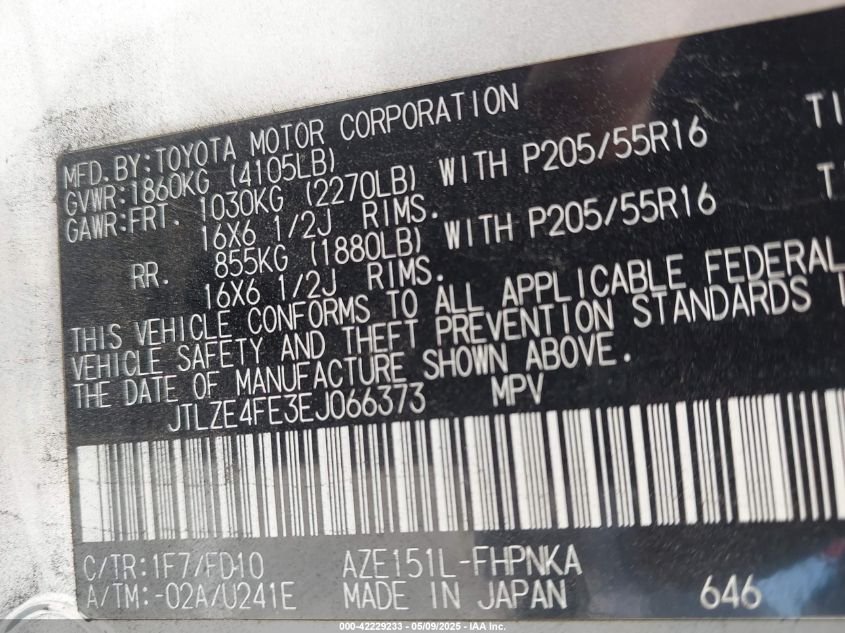 MFD. BY: TOYOTA MOTOR CORPORATION
GVWR: 1860KG (4105LB)
GAWR: FRT. 1030KG (2270LB) WITH P205/55R16
16X6 1/2J RIMS.
RR. 855KG (1880LB) WITH P205/55R16
16X6 1/2J RIMS.
THIS VEHICLE CONFORMS TO ALL APPLICABLE FEDERAL
VEHICLE SAFETY AND THEFT PREVENTION STANDARDS
THE DATE OF MANUFACTURE SHOWN ABOVE.
JTLZE4FE3EJ066373 MPV
C/TR: 1F7/FD10 AZE151L-FHPNKA
A/TM: -02A/U241E MADE IN JAPAN 646
000-42229233 - 05/09/2025 - IAA Inc.